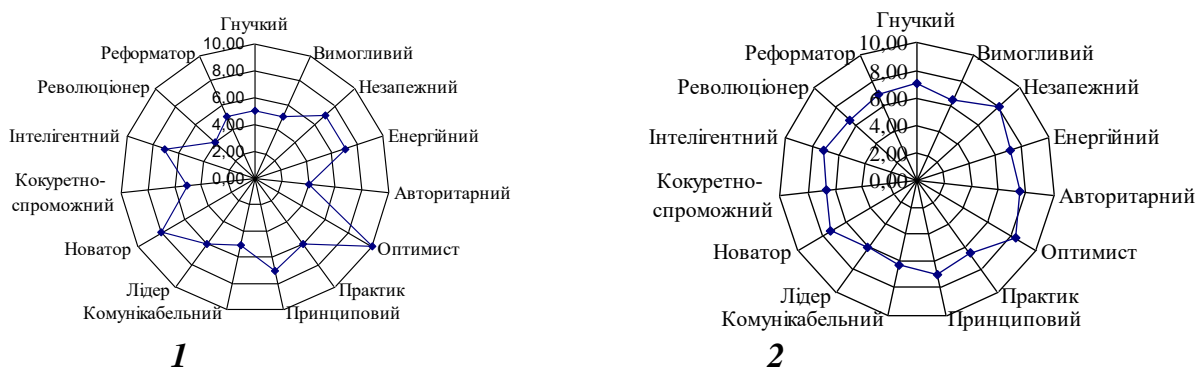 Гнучкий
10,00
8,00
6,00
4,00
2,00
0,00
Вимогливий
Незапежний
Енергійний
Авторитарний
Оптимист
Практик
Принциповий
Комунікабельний
Лідер
Новатор
Кокуретно-
спроможний
Інтелігентний
Революціонер
Реформатор
1
Гнучкий
10,00
8,00
6,00
4,00
2,00
0,00
Вимогливий
Незапежний
Енергійний
Авторитарний
Оптимист
Практик
Принциповий
Комунікабельний
Лідер
Новатор
Кокуретно-
спроможний
Інтелігентний
Революціонер
Реформатор
2